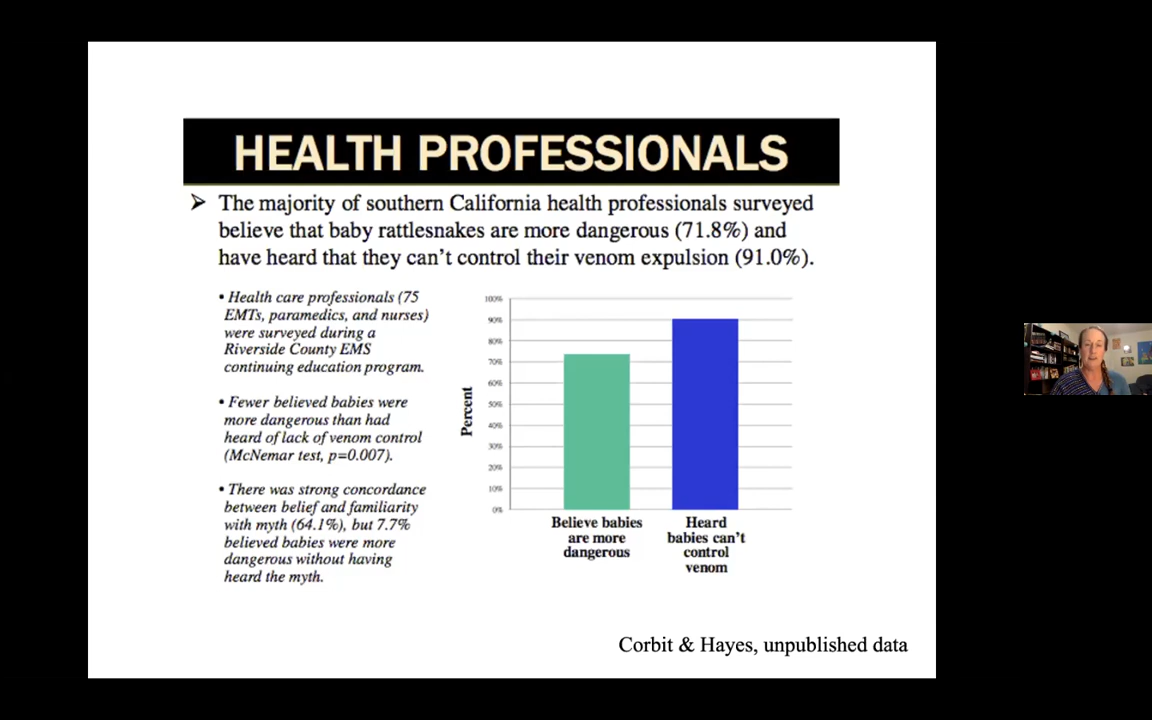 HEALTH PROFESSIONALS
➢ The majority of southern California health professionals surveyed
believe that baby rattlesnakes are more dangerous (71.8%) and
have heard that they can't control their venom expulsion (91.0%).
• Health care professionals (75
EMTs, paramedics, and nurses)
were surveyed during a
Riverside County EMS
continuing education program.
• Fewer believed babies were
more dangerous than had
heard of lack of venom control
(McNemar test, p=0.007).
• There was strong concordance
between belief and familiarity
with myth (64.1%), but 7.7%
believed babies were more
dangerous without having
heard the myth.
Percent
100%
90%
80%
70%
60%
50%
40%
30%
20%
10%
0%
Believe babies
are more
dangerous
Heard
babies can't
control
venom
Corbit & Hayes, unpublished data